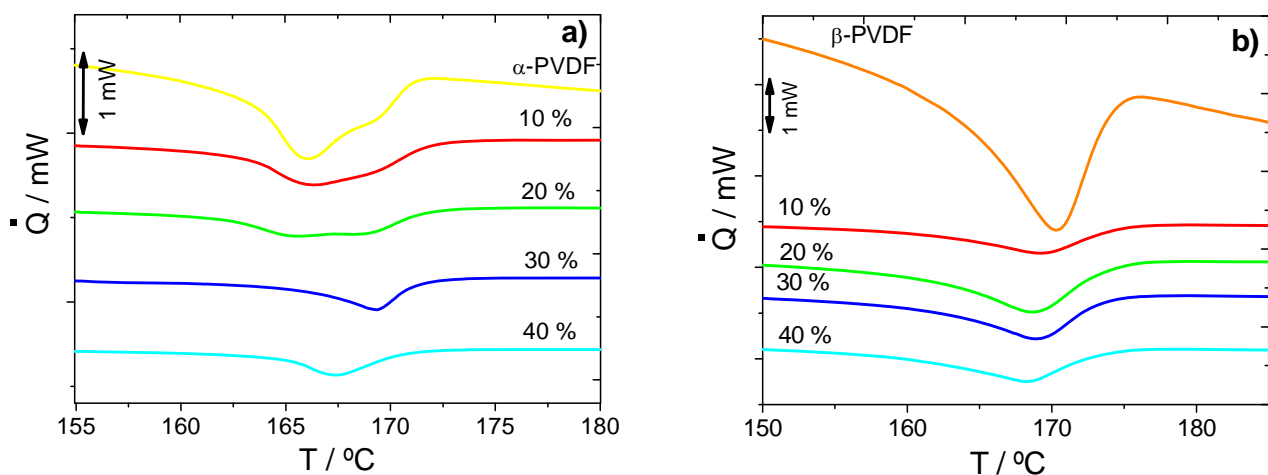 a)
α-PVDF
1 mW
10 %
20 %
30 %
40 %
Q̇ / mW
155 160 165 170 175 180
T / ºC
b)
β-PVDF
1 mW
10 %
20 %
30 %
40 %
Q̇ / mW
150 160 170 180
T / ºC